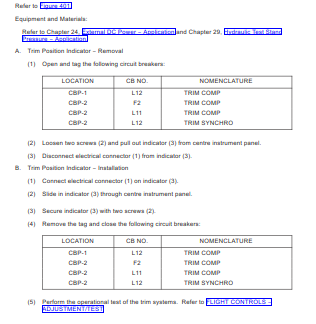 Refer to Figure 401.
Equipment and Materials:
Refer to Chapter 24, External DC Power – Application and Chapter 29, Hydraulic Test Stand
Pressure – Application.
A. Trim Position Indicator – Removal
(1) Open and tag the following circuit breakers:
LOCATION CB NO. NOMENCLATURE
CBP-1 L12 TRIM COMP
CBP-2 F2 TRIM COMP
CBP-2 L11 TRIM COMP
CBP-2 L12 TRIM SYNCHRO
(2) Loosen two screws (2) and pull out indicator (3) from centre instrument panel.
(3) Disconnect electrical connector (1) from indicator (3).
B. Trim Position Indicator – Installation
(1) Connect electrical connector (1) on indicator (3).
(2) Slide in indicator (3) through centre instrument panel.
(3) Secure indicator (3) with two screws (2).
(4) Remove the tag and close the following circuit breakers:
LOCATION CB NO. NOMENCLATURE
CBP-1 L12 TRIM COMP
CBP-2 F2 TRIM COMP
CBP-2 L11 TRIM COMP
CBP-2 L12 TRIM SYNCHRO
(5) Perform the operational test of the trim systems. Refer to FLIGHT CONTROLS –
ADJUSTMENT/TEST.